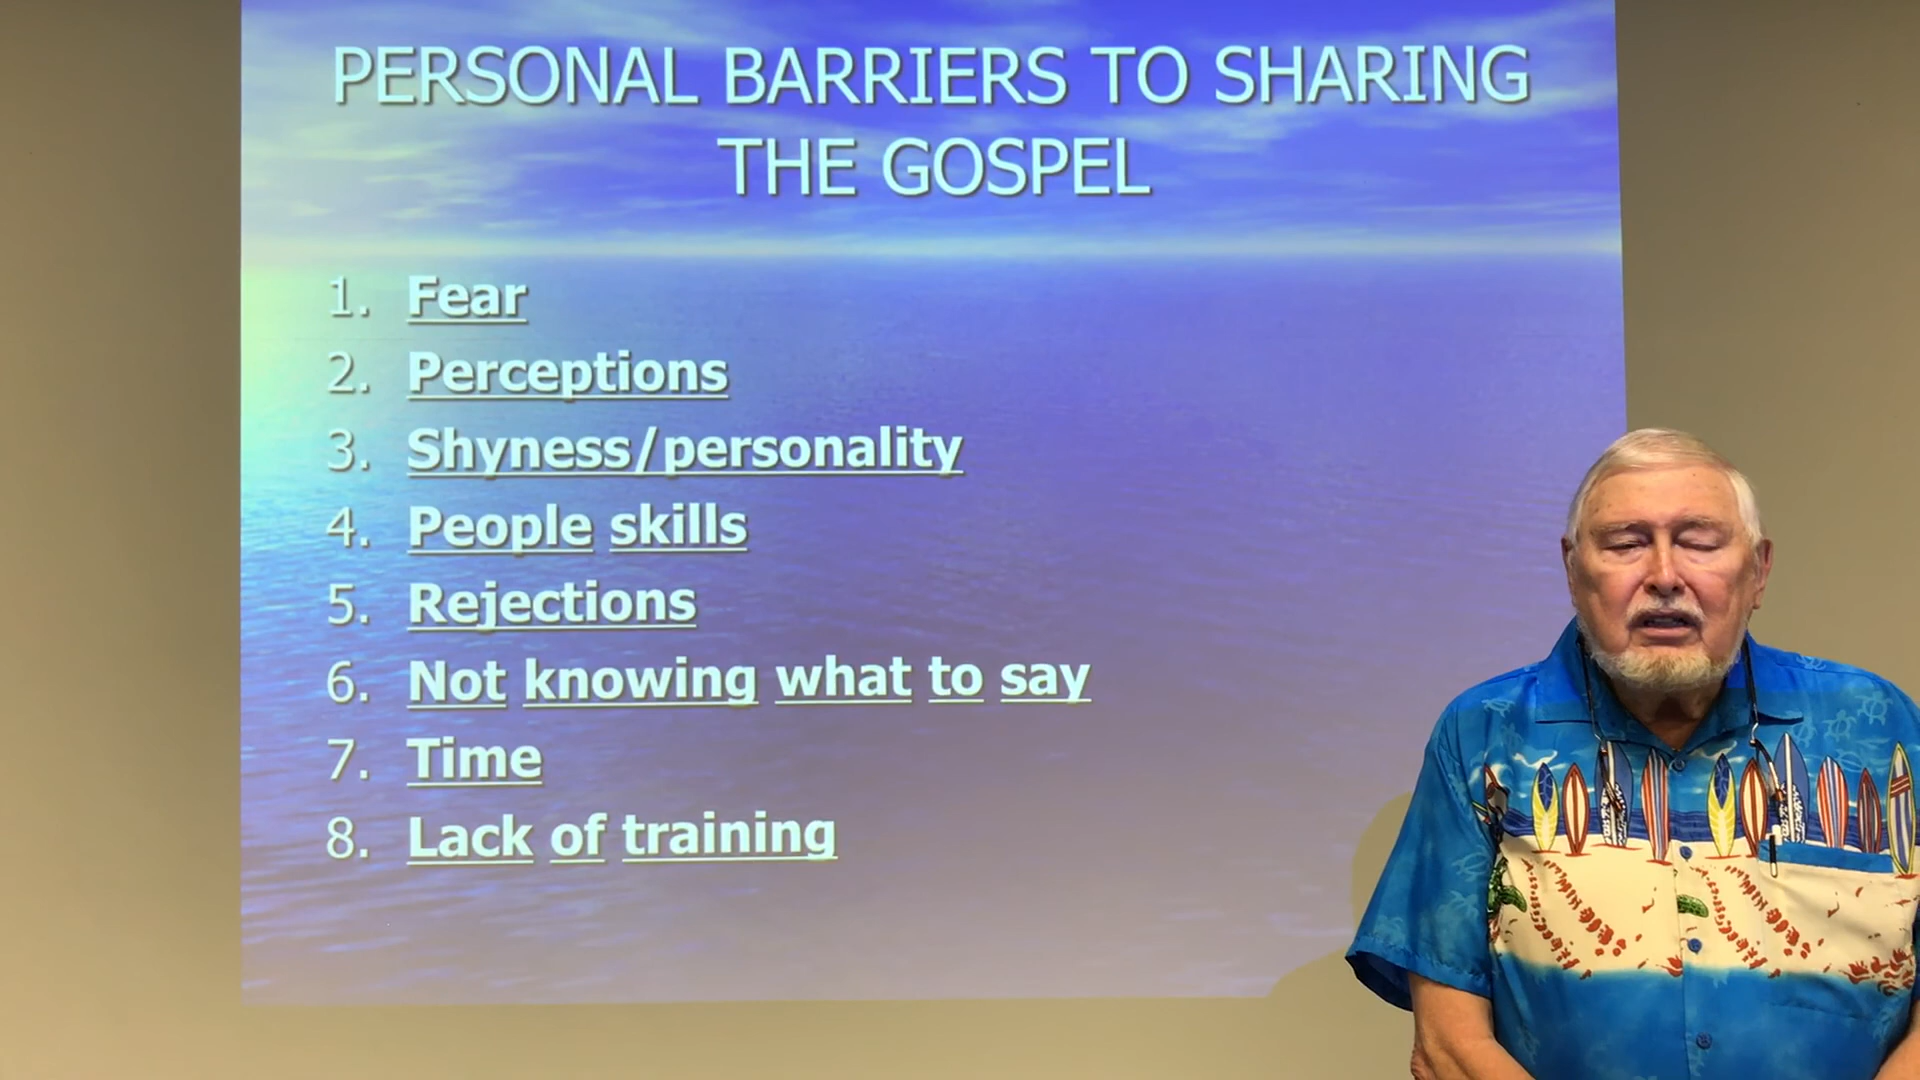 PERSONAL BARRIERS TO SHARING
THE GOSPEL
1. Fear
2. Perceptions
3. Shyness/personality
4. People skills
5. Rejections
6. Not knowing what to say
7. Time
8. Lack of training